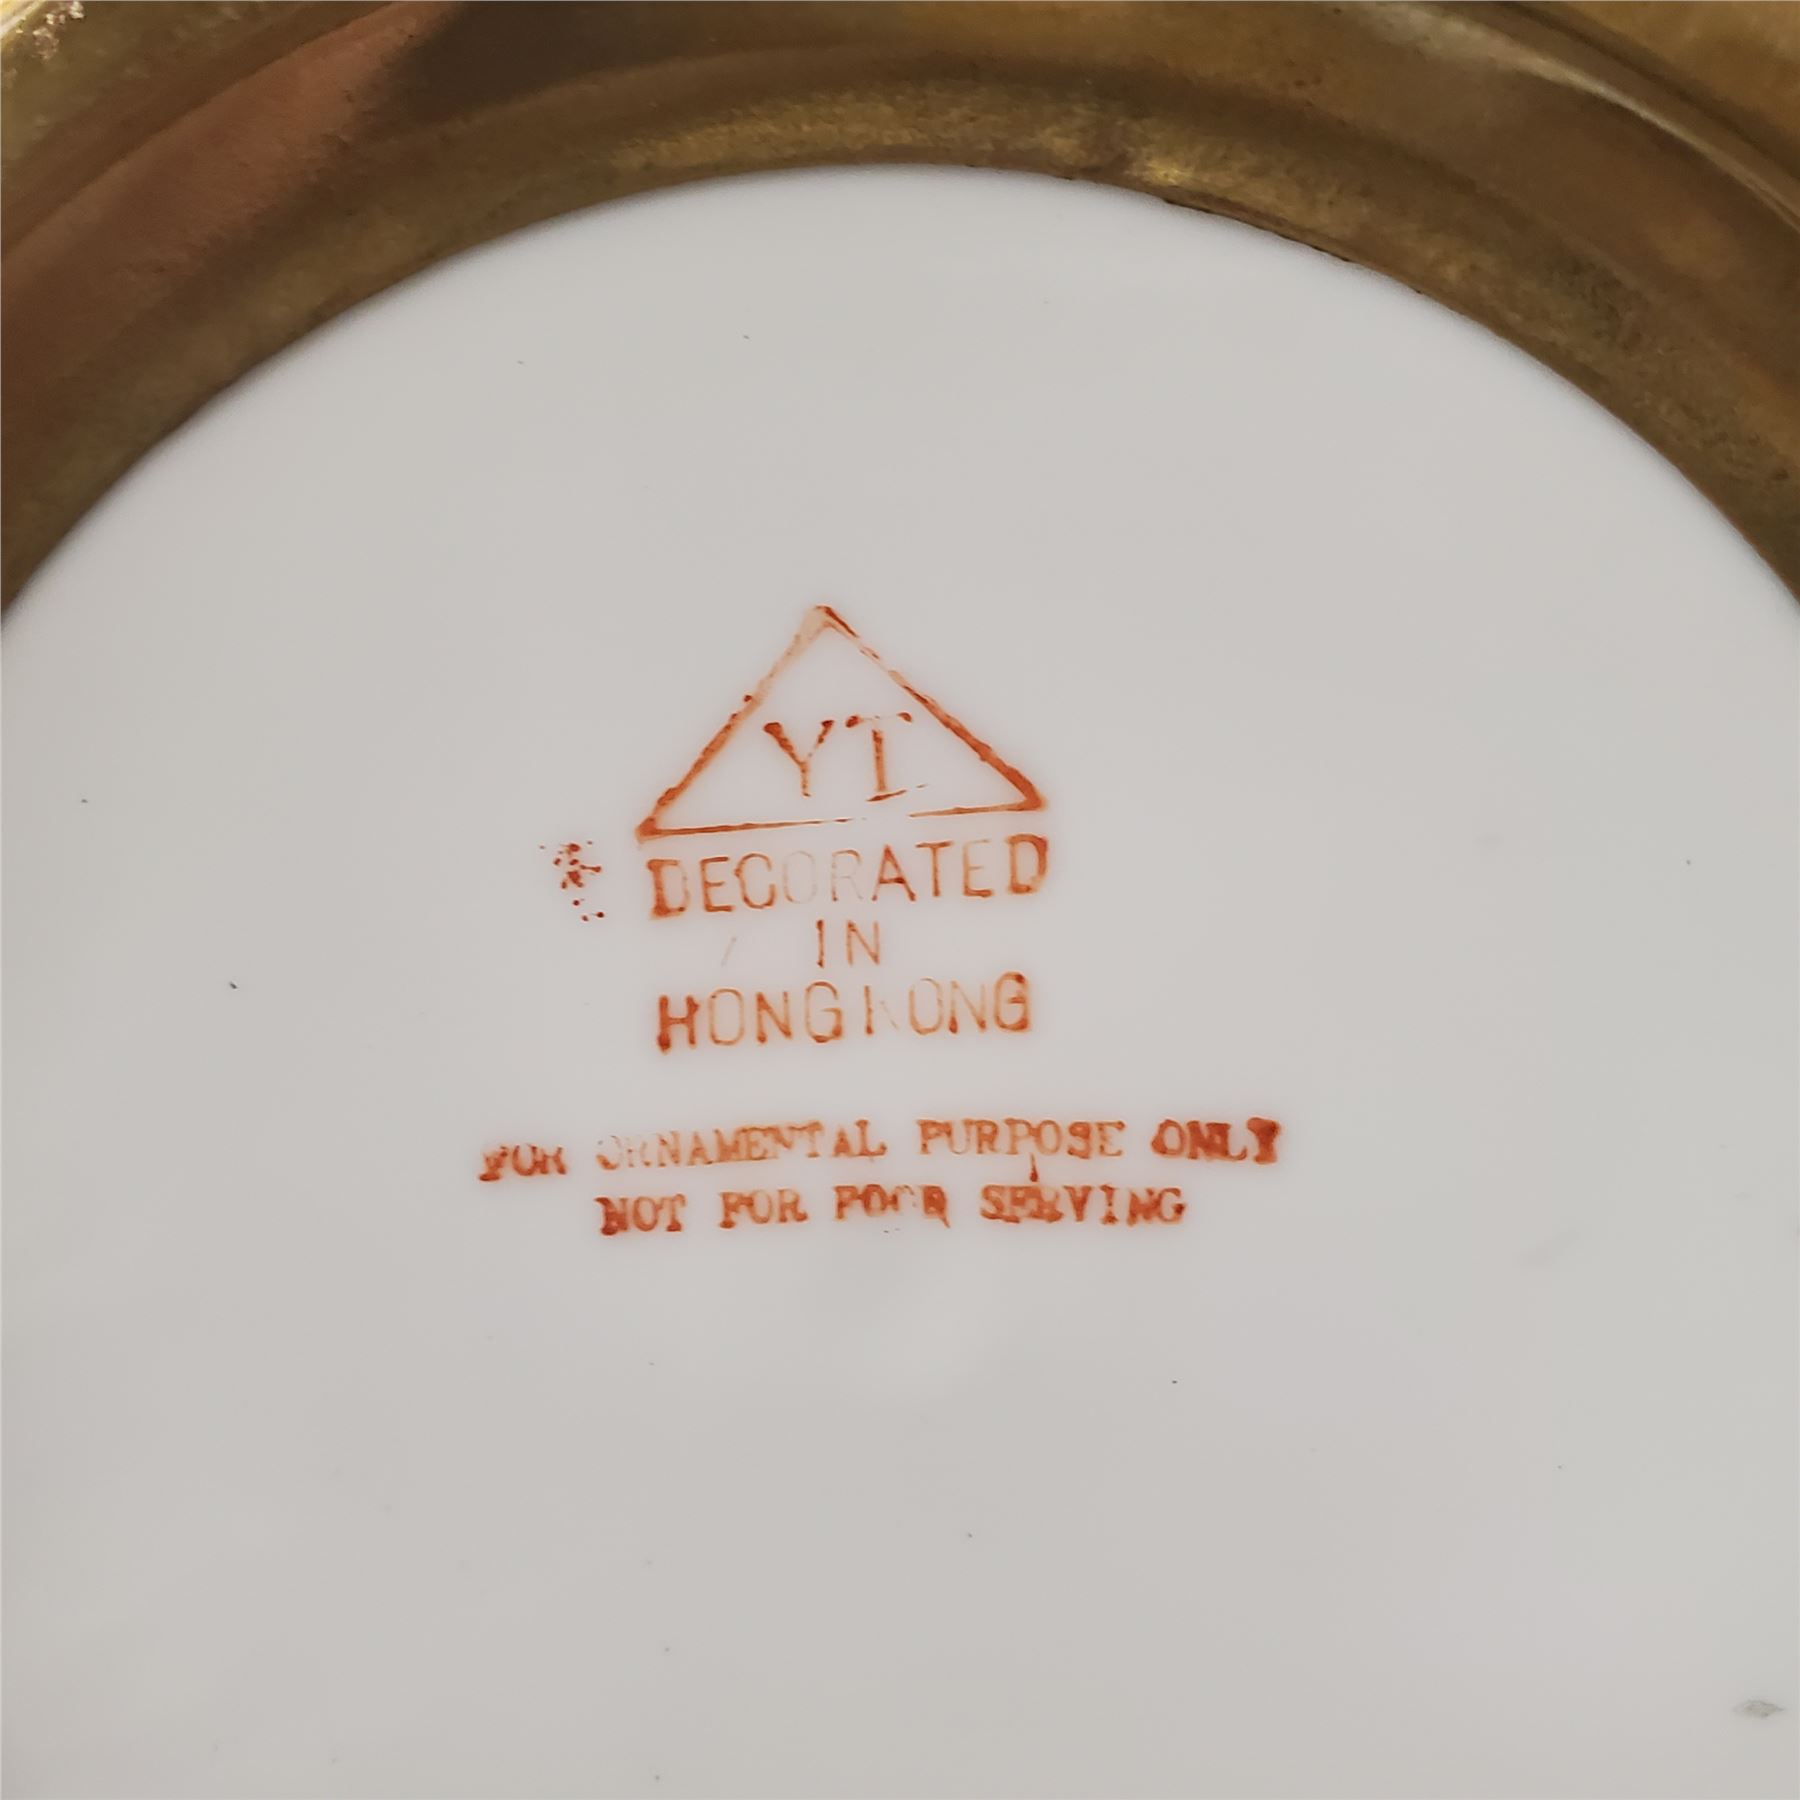 YT
DECORATED
IN
HONG KONG
FOR ORNAMENTAL PURPOSE ONLY
NOT FOR FOOD SERVING